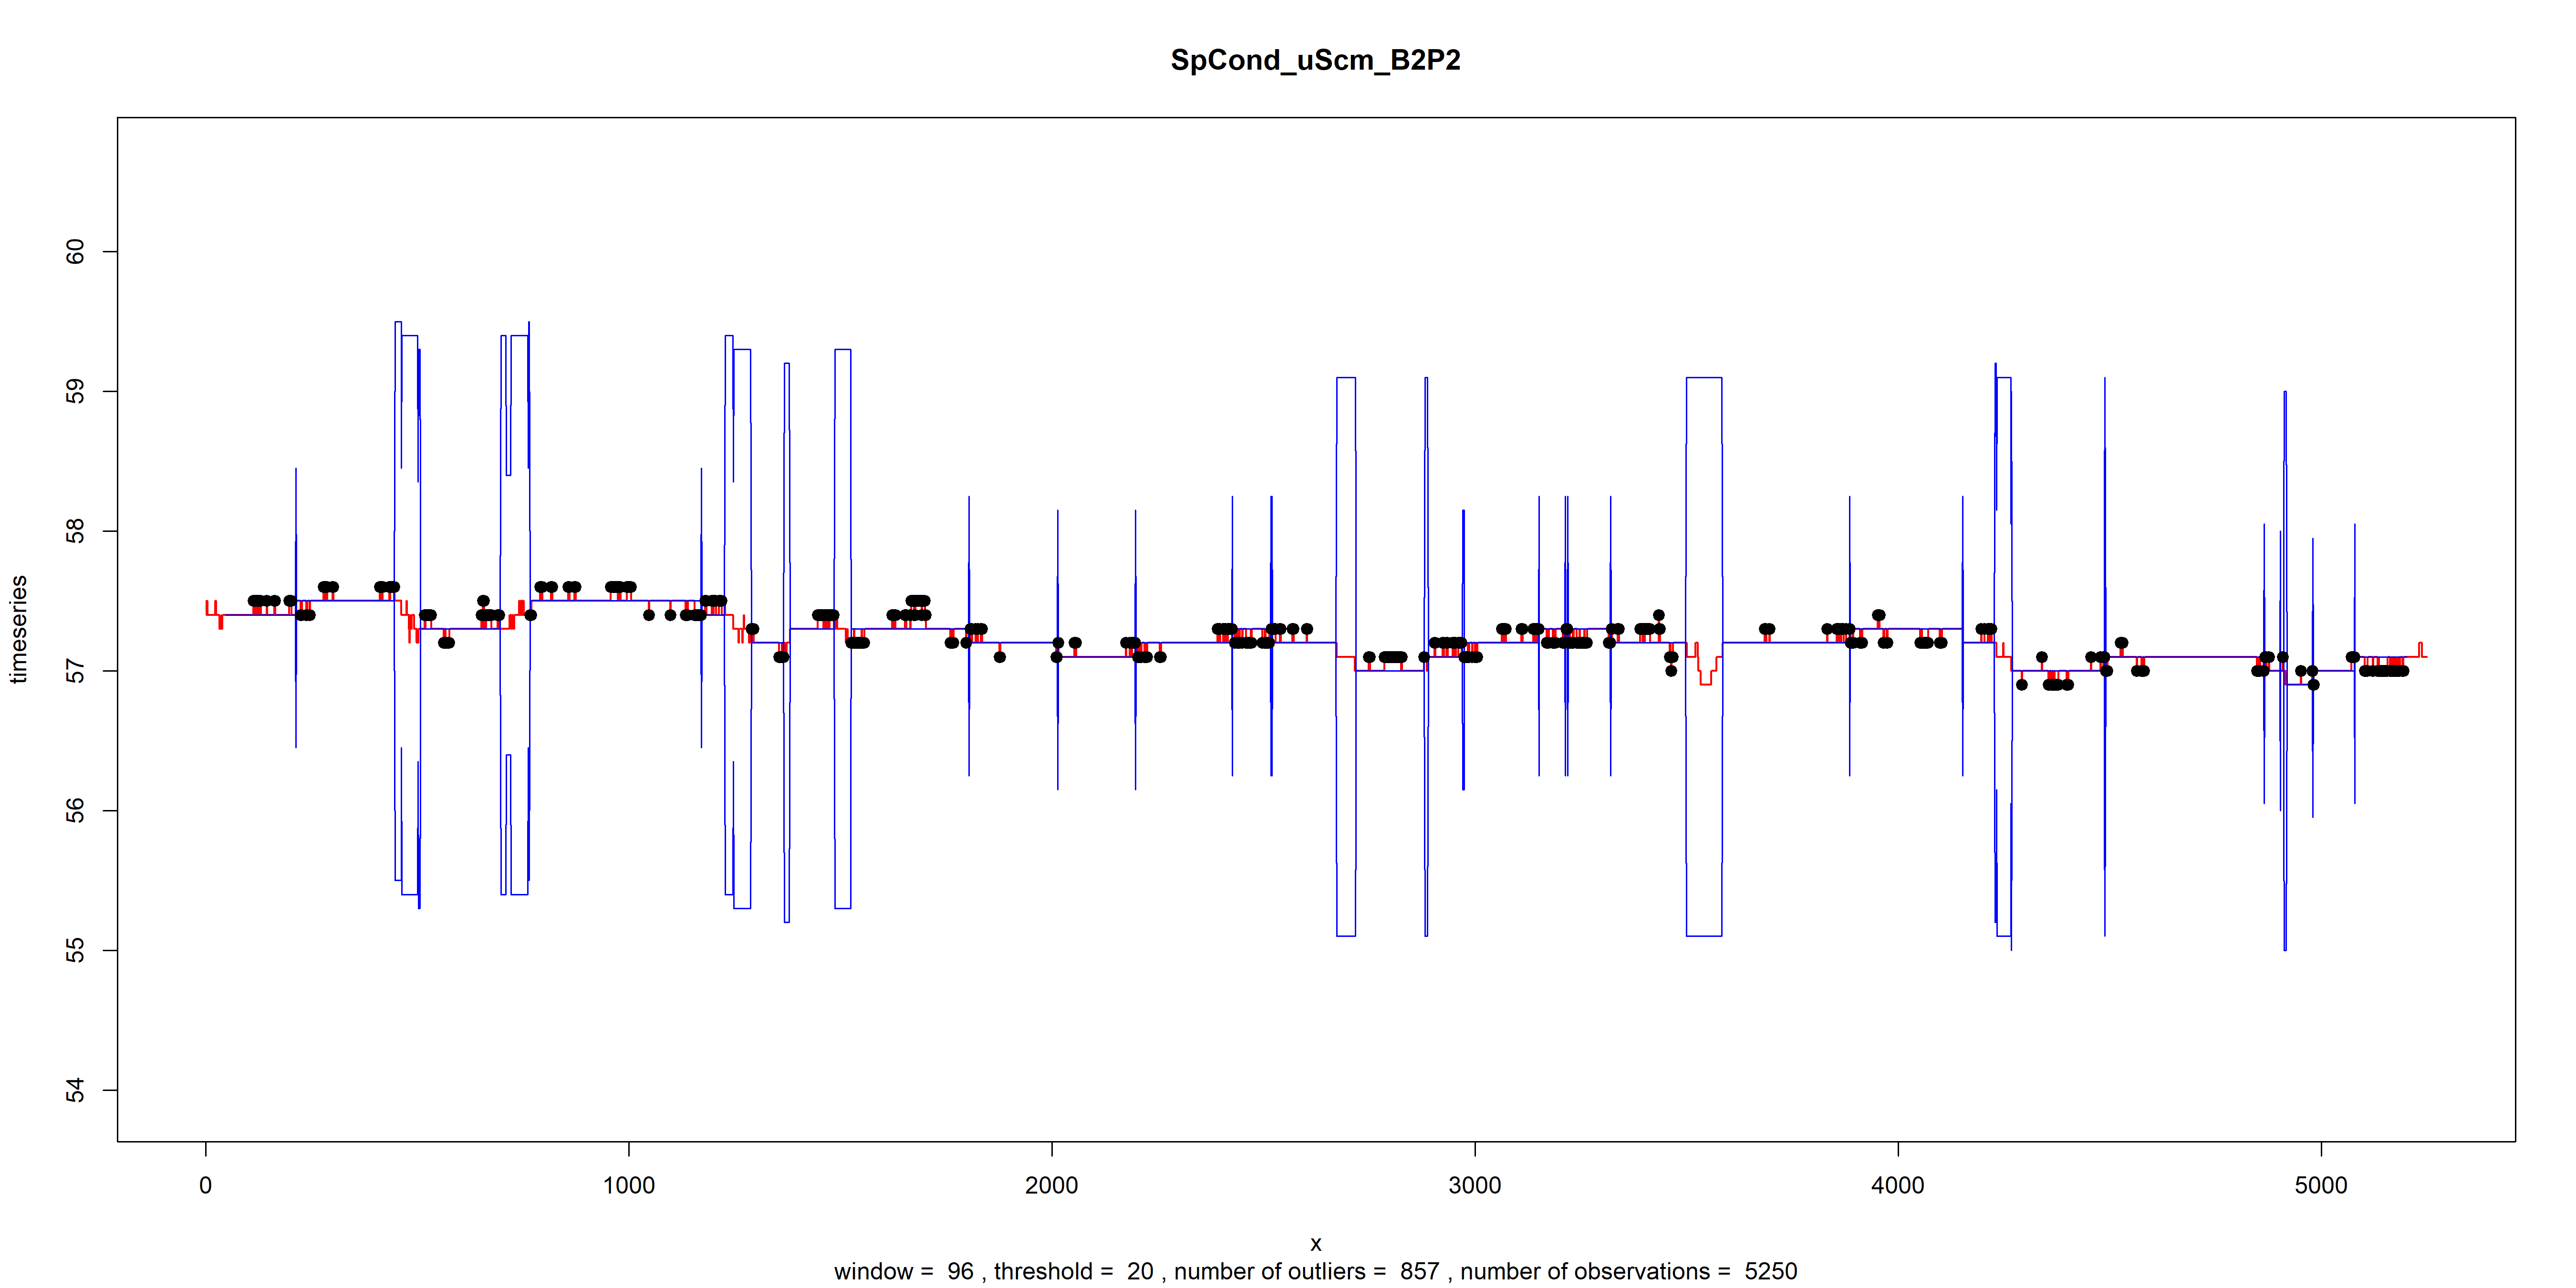 SpCond_uScm_B2P2
timeseries
60
59
58
57
56
55
54
0 1000 2000 3000 4000 5000
x
window =  96 , threshold =  20 , number of outliers =  857 , number of observations =  5250